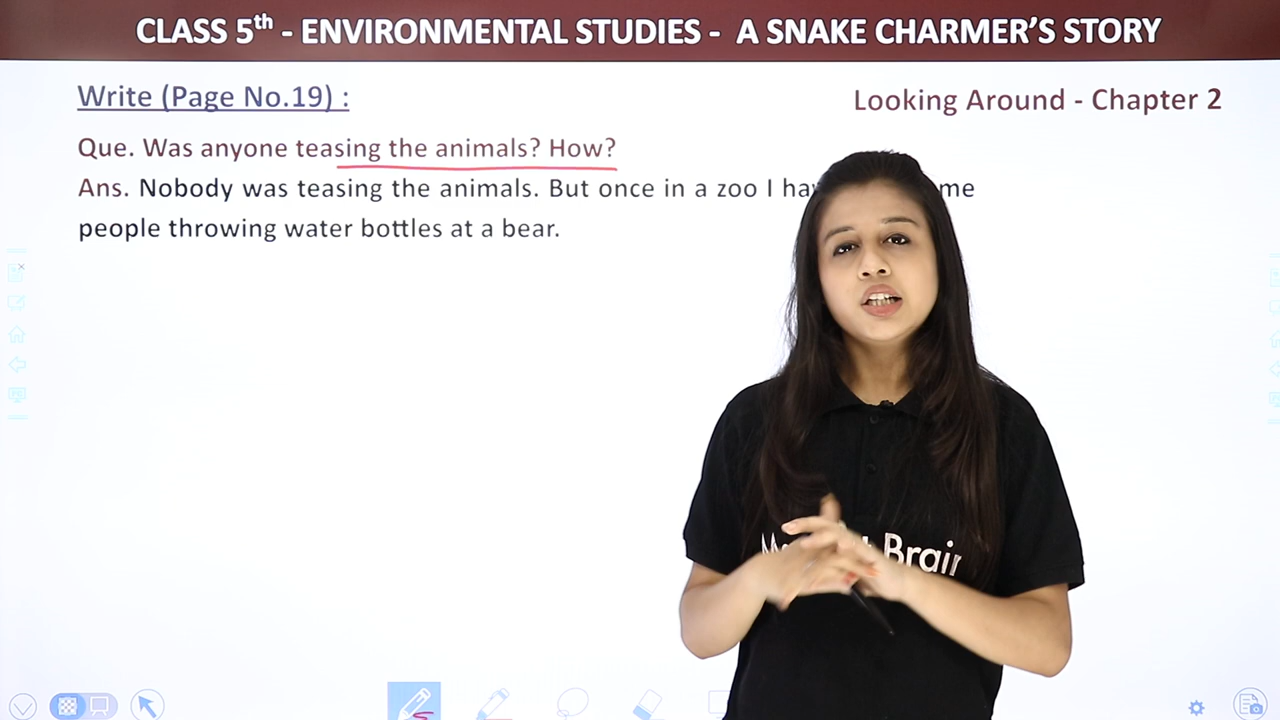 CLASS 5th - ENVIRONMENTAL STUDIES - A SNAKE CHARMER'S STORY
Write (Page No.19) :
Looking Around - Chapter 2
Que. Was anyone teasing the animals? How?
Ans. Nobody was teasing the animals. But once in a zoo I
people throwing water bottles at a bear.
Brain